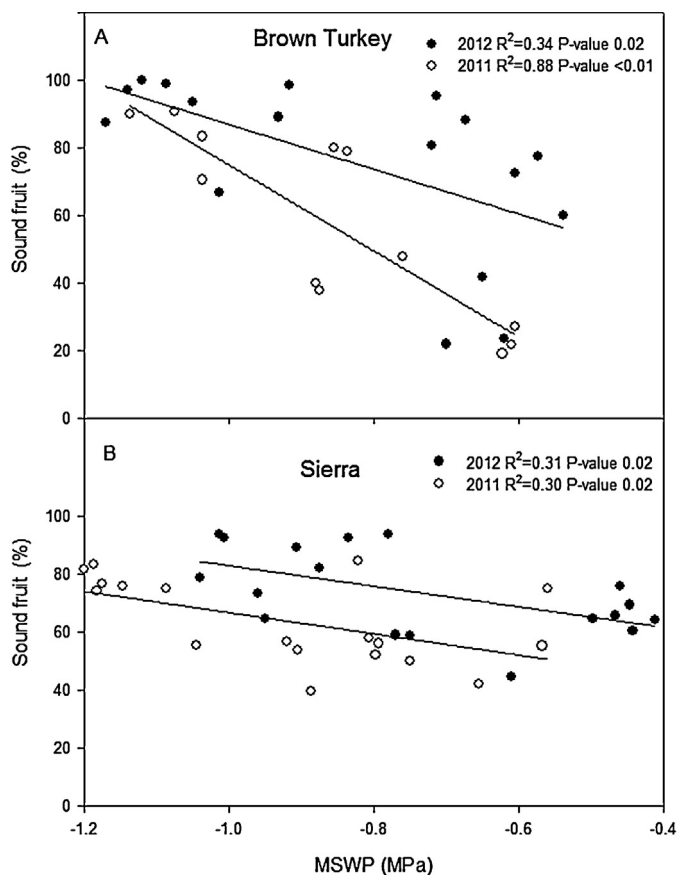 A
Brown Turkey
2012 R²=0.34 P-value 0.02
2011 R²=0.88 P-value <0.01
100
80
60
40
20
0
Sound fruit (%)
B
Sierra
2012 R²=0.31 P-value 0.02
2011 R²=0.30 P-value 0.02
100
80
60
40
20
0
Sound fruit (%)
-1.2 -1.0 -0.8 -0.6 -0.4
MSWP (MPa)